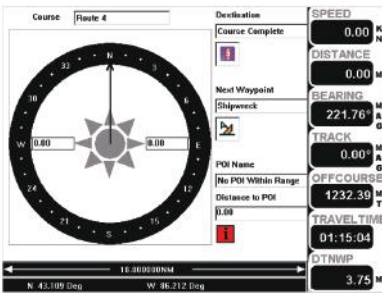 Course Route 4
Destination
Course Complete
Next Waypoint
Shipwreck
POI Name
No POI Within Range
Distance to POI
0.00
N
3
6
E
12
15
S
21
24
W
30
33
0.00 0.00
10.000000NM
N 43.109 Deg W 86.212 Deg
SPEED
0.00 K N
DISTANCE
0.00 M
BEARING
221.76° M A G
TRACK
0.00° M A G
OFFCOURSE
1232.39 M T
TRAVELTIME
01:15:04
DTNWP
3.75 M